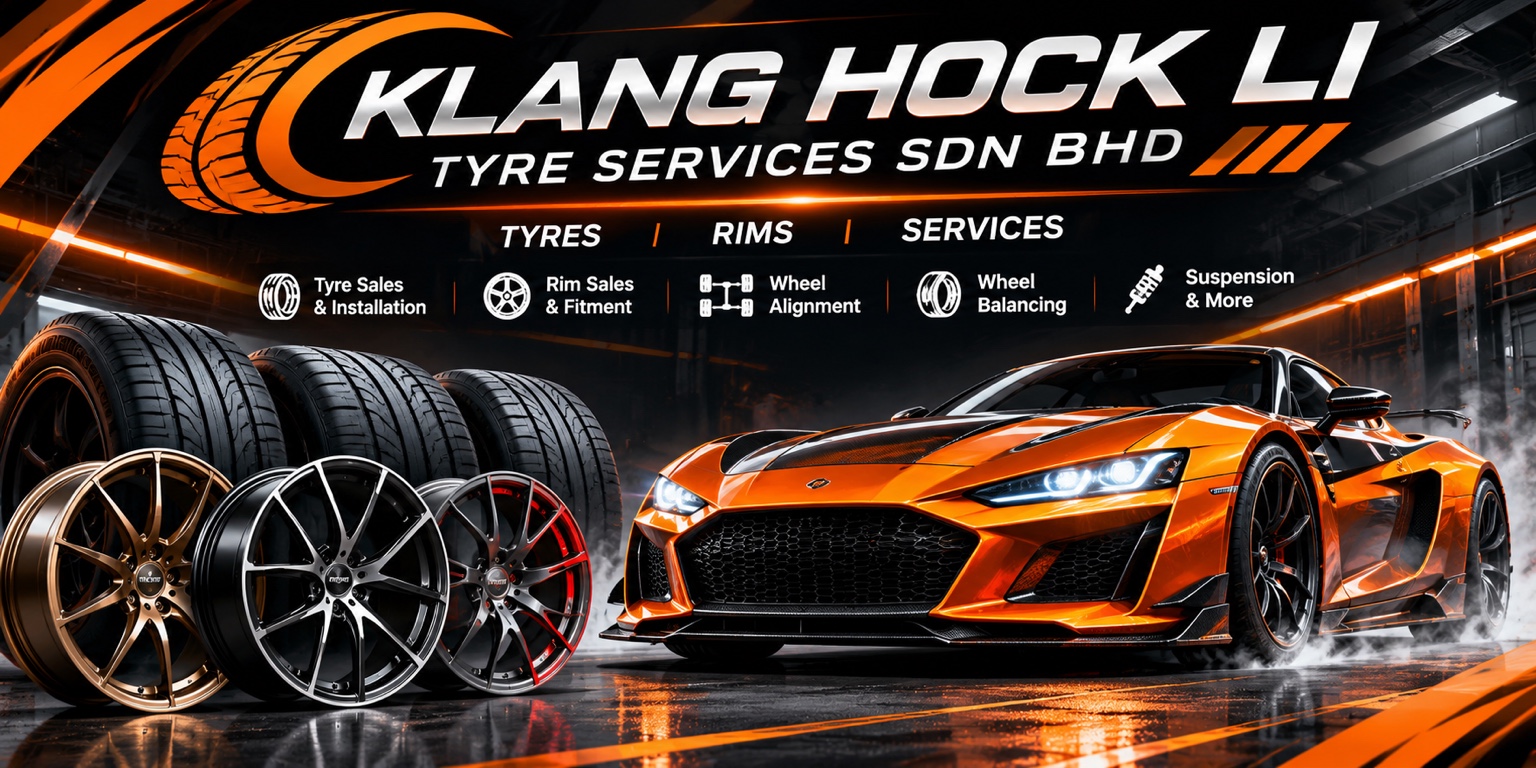 KLANG HOCK LI
TYRE SERVICES SDN BHD
TYRES | RIMS | SERVICES
Tyre Sales
& Installation
Rim Sales
& Fitment
Wheel
Alignment
Wheel
Balancing
Suspension
& More